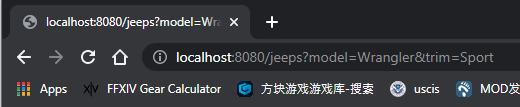 localhost:8080/jeeps?model=Wra
localhost:8080/jeeps?model=Wrangler&trim=Sport
Apps XIV FFXIV Gear Calculator 方块游戏游戏库-搜索 uscis MOD发